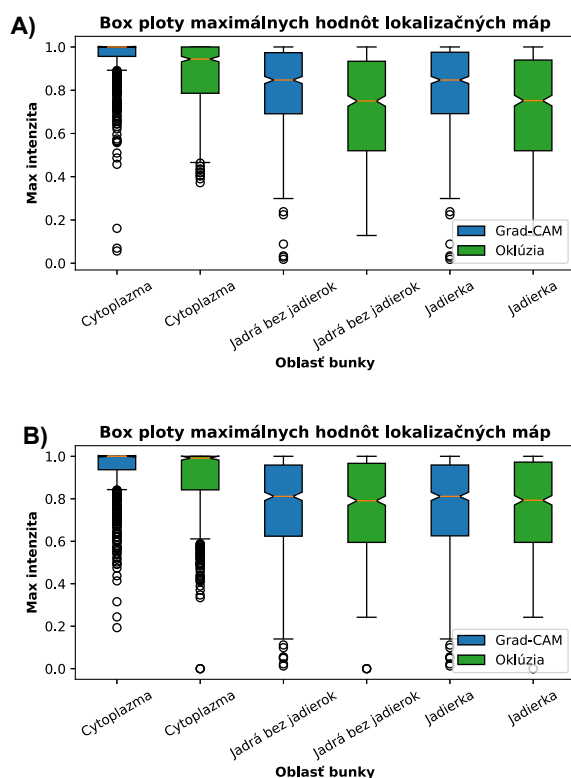 A)
Box ploty maximálnych hodnôt lokalizačných máp
Max intenzita
1.0
0.8
0.6
0.4
0.2
0.0
Grad-CAM
Oklúzia
Cytoplazma
Cytoplazma
Jadrá bez jadierok
Jadrá bez jadierok
Jadierka
Jadierka
Oblasť bunky
B)
Box ploty maximálnych hodnôt lokalizačných máp
Max intenzita
1.0
0.8
0.6
0.4
0.2
0.0
Grad-CAM
Oklúzia
Cytoplazma
Cytoplazma
Jadrá bez jadierok
Jadrá bez jadierok
Jadierka
Jadierka
Oblasť bunky